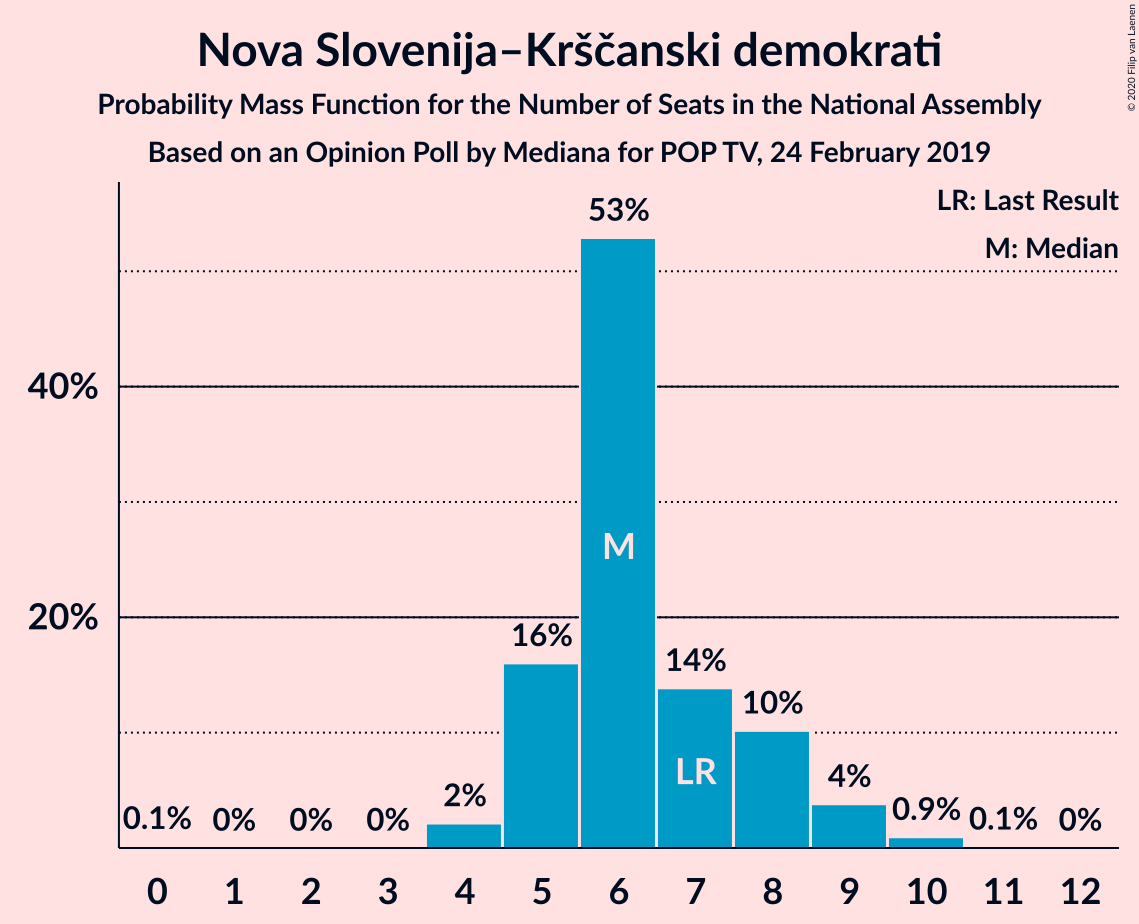 Nova Slovenija–Krščanski demokrati
Probability Mass Function for the Number of Seats in the National Assembly
Based on an Opinion Poll by Mediana for POP TV, 24 February 2019
© 2020 Filip van Laenen
LR: Last Result
M: Median
53%
40%
M
20%
16%
14%
10%
LR
4%
2%
0.9%
0.1% 0% 0% 0% 0.1% 0%
0 1 2 3 4 5 6 7 8 9 10 11 12